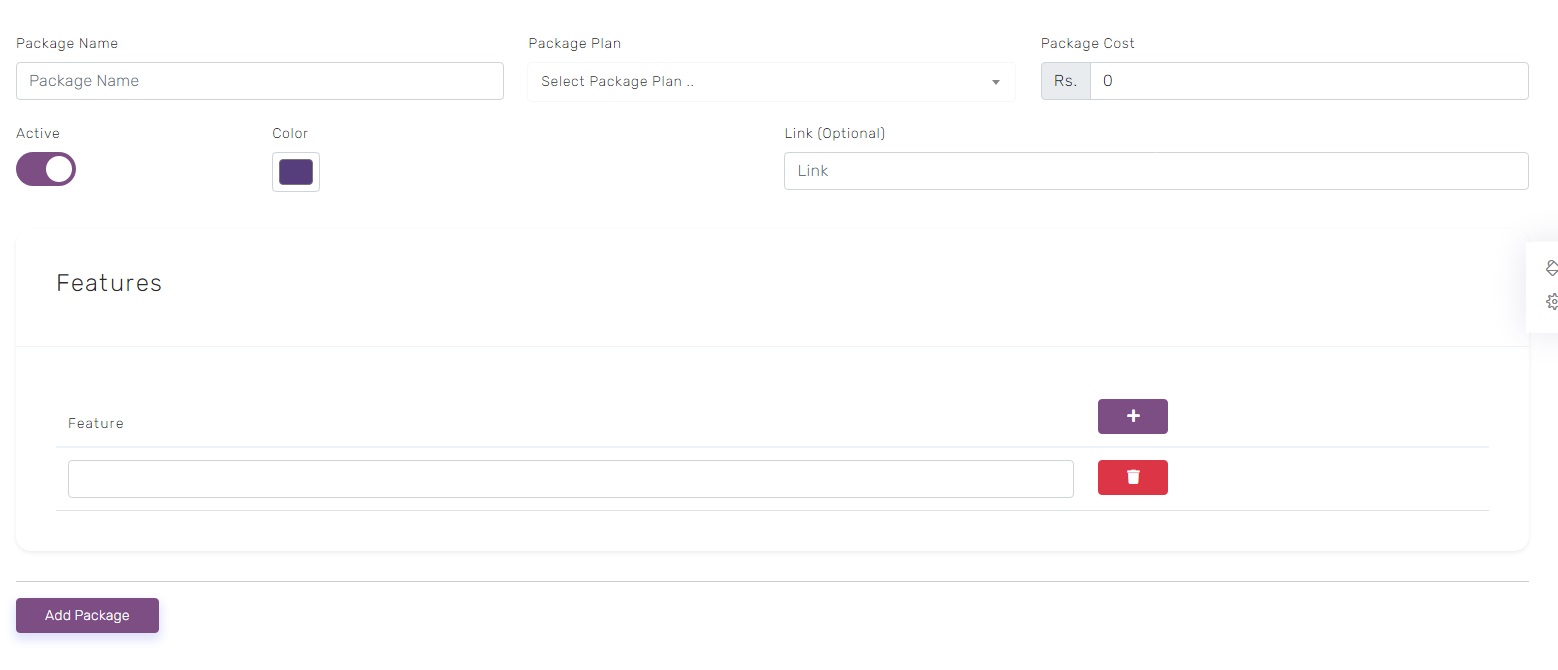 Package Name
Package Plan
Package Cost
Package Name
Select Package Plan ..
Rs.
0
Active
Color
Link (Optional)
Link
Features
Feature
Add Package